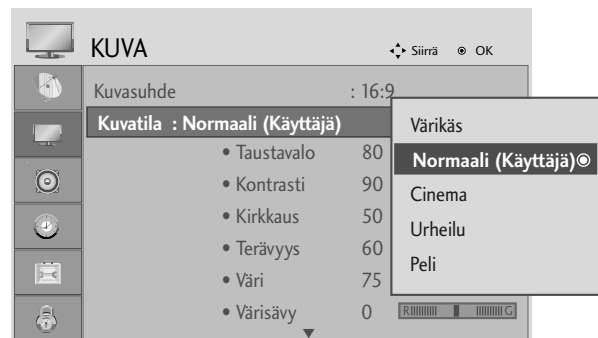 KUVA
Siirrä OK
Kuvasuhde : 16:9
Kuvatila : Normaali (Käyttäjä)
• Taustavalo 80
• Kontrasti 90
• Kirkkaus 50
• Terävyys 60
• Väri 75
• Värisävy 0 R G
Värikäs
Normaali (Käyttäjä)
Cinema
Urheilu
Peli